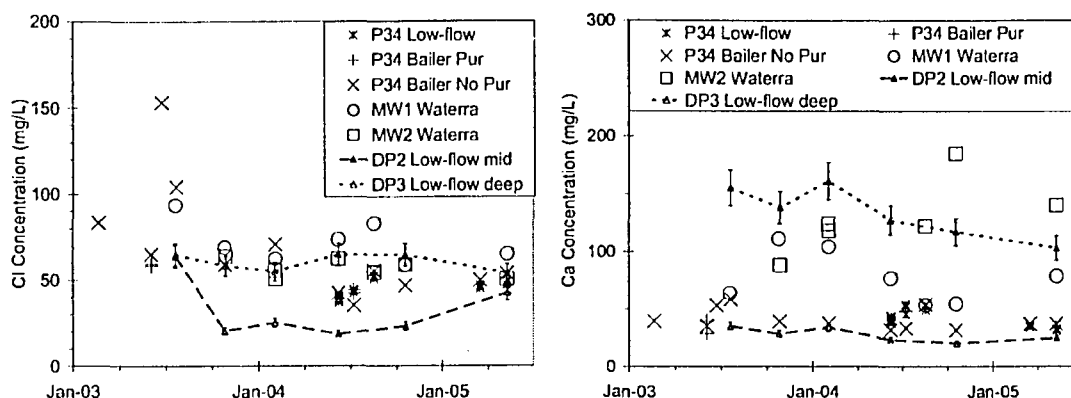 200
150
100
50
0
Cl Concentration (mg/L)
P34 Low-flow
P34 Bailer Pur
P34 Bailer No Pur
MW1 Waterra
MW2 Waterra
DP2 Low-flow mid
DP3 Low-flow deep
Jan-03
Jan-04
Jan-05
300
200
100
0
Ca Concentration (mg/L)
P34 Low-flow
P34 Bailer Pur
P34 Bailer No Pur
MW1 Waterra
MW2 Waterra
DP2 Low-flow mid
DP3 Low-flow deep
Jan-03
Jan-04
Jan-05